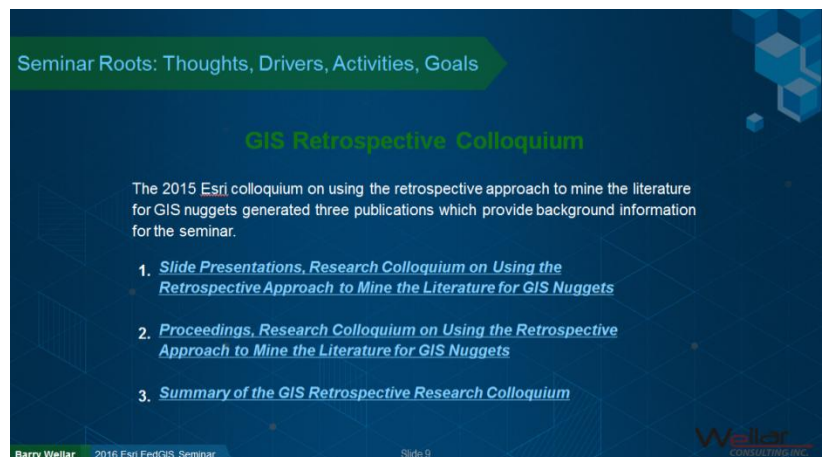 Seminar Roots: Thoughts, Drivers, Activities, Goals
GIS Retrospective Colloquium
The 2015 Esri colloquium on using the retrospective approach to mine the literature
for GIS nuggets generated three publications which provide background information
for the seminar.
1. Slide Presentations, Research Colloquium on Using the
Retrospective Approach to Mine the Literature for GIS Nuggets
2. Proceedings, Research Colloquium on Using the Retrospective
Approach to Mine the Literature for GIS Nuggets
3. Summary of the GIS Retrospective Research Colloquium
Barry Wellar 2016 Esri FedGIS Seminar Slide 9
Wellar
CONSULTING INC.